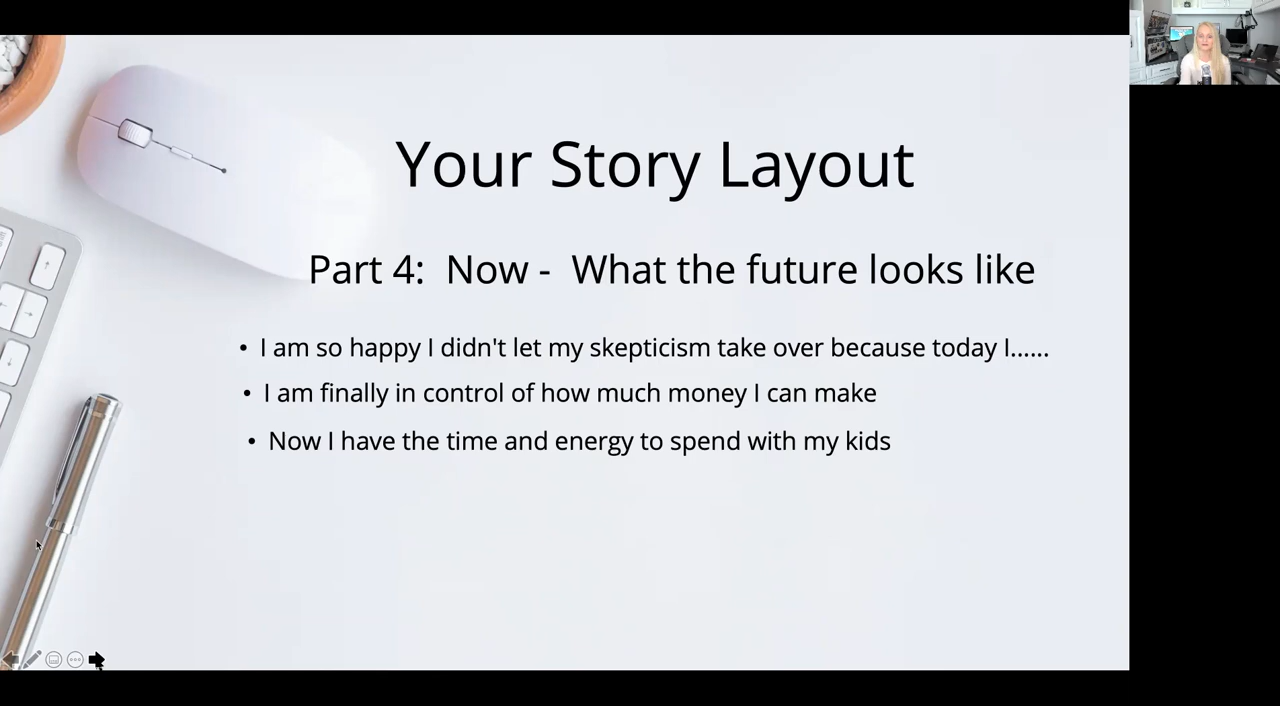 Your Story Layout
Part 4: Now - What the future looks like
• I am so happy I didn't let my skepticism take over because today I......
• I am finally in control of how much money I can make
• Now I have the time and energy to spend with my kids